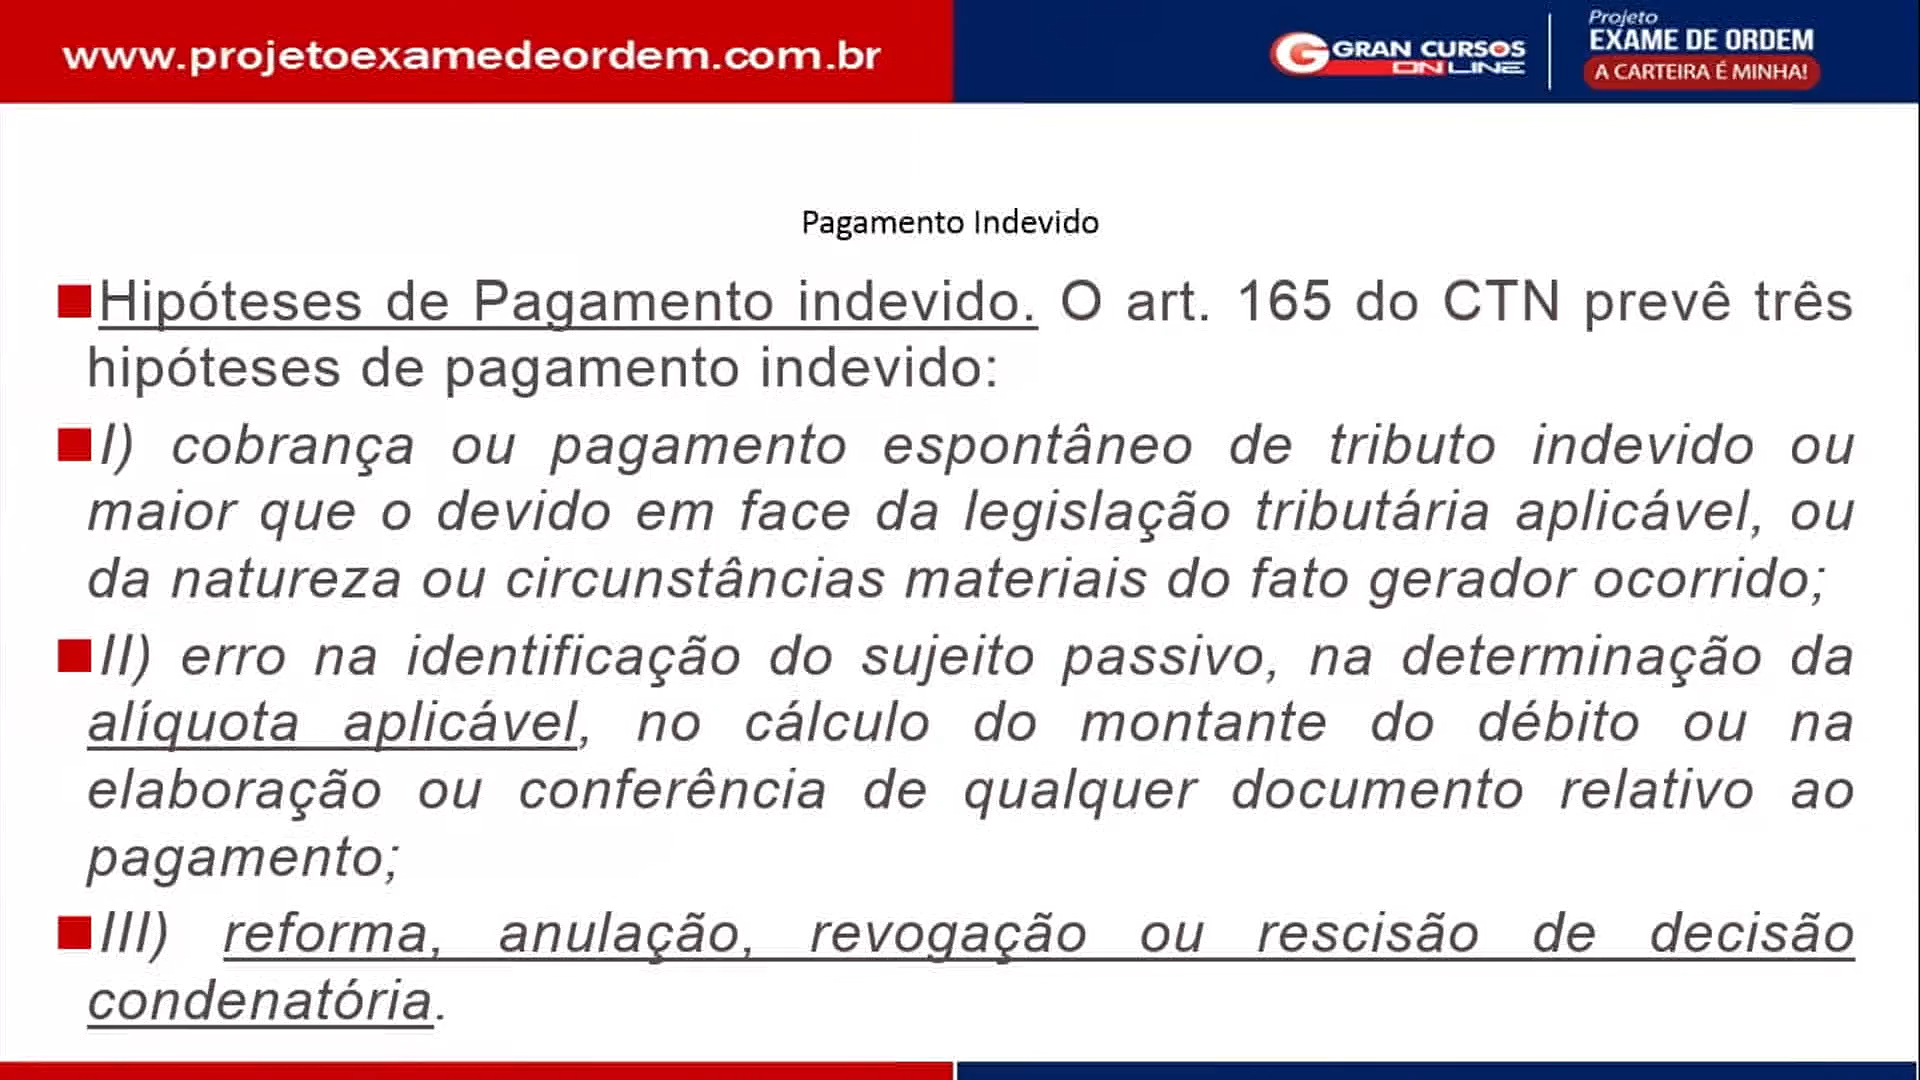 www.projetoexamedeordem.com.br
GRAN CURSOS
ONLINE
Projeto
EXAME DE ORDEM
A CARTEIRA É MINHA!
Pagamento Indevido
Hipóteses de Pagamento indevido. O art. 165 do CTN prevê três
hipóteses de pagamento indevido:
I) cobrança ou pagamento espontâneo de tributo indevido ou
maior que o devido em face da legislação tributária aplicável, ou
da natureza ou circunstâncias materiais do fato gerador ocorrido;
II) erro na identificação do sujeito passivo, na determinação da
alíquota aplicável, no cálculo do montante do débito ou na
elaboração ou conferência de qualquer documento relativo ao
pagamento;
III) reforma, anulação, revogação ou rescisão de decisão
condenatória.